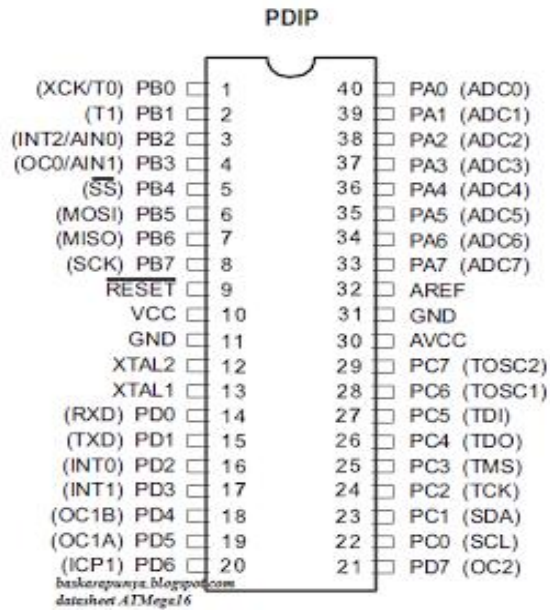 PDIP
(XCK/T0) PB0 1 40 PA0 (ADC0)
(T1) PB1 2 39 PA1 (ADC1)
(INT2/AIN0) PB2 3 38 PA2 (ADC2)
(OC0/AIN1) PB3 4 37 PA3 (ADC3)
(SS) PB4 5 36 PA4 (ADC4)
(MOSI) PB5 6 35 PA5 (ADC5)
(MISO) PB6 7 34 PA6 (ADC6)
(SCK) PB7 8 33 PA7 (ADC7)
RESET 9 32 AREF
VCC 10 31 GND
GND 11 30 AVCC
XTAL2 12 29 PC7 (TOSC2)
XTAL1 13 28 PC6 (TOSC1)
(RXD) PD0 14 27 PC5 (TDI)
(TXD) PD1 15 26 PC4 (TDO)
(INT0) PD2 16 25 PC3 (TMS)
(INT1) PD3 17 24 PC2 (TCK)
(OC1B) PD4 18 23 PC1 (SDA)
(OC1A) PD5 19 22 PC0 (SCL)
(ICP1) PD6 20 21 PD7 (OC2)
baskarapunya.blogspot.com
datasheet ATMega16